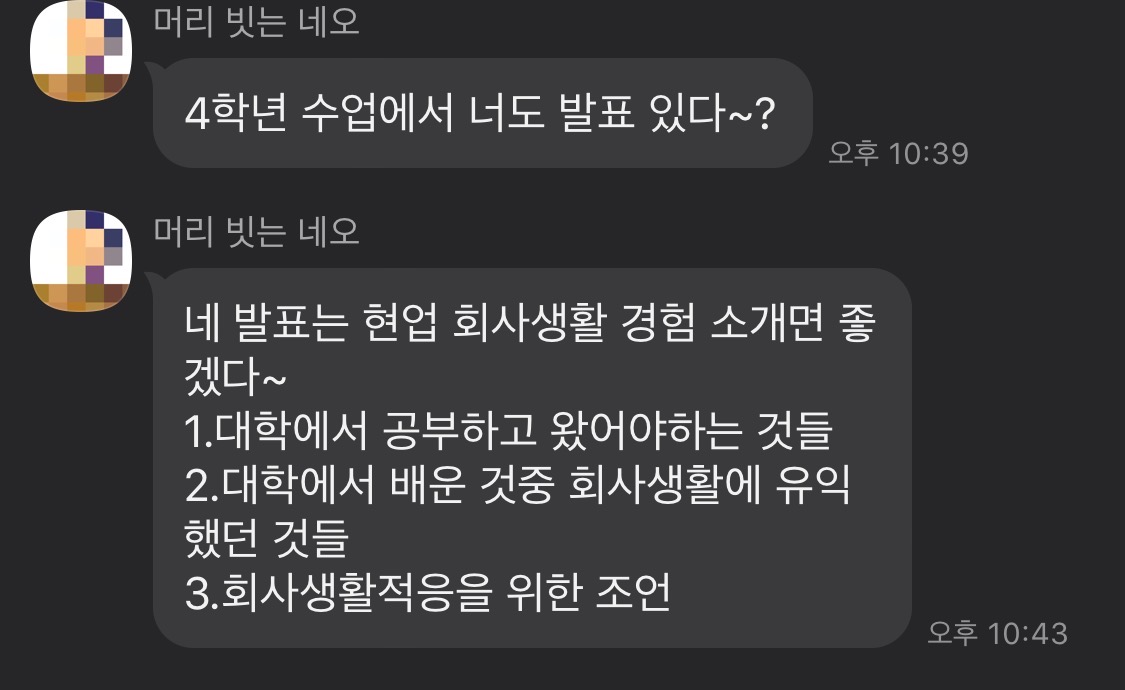 머리 빗는 네오
4학년 수업에서 너도 발표 있다~?
오후 10:39
머리 빗는 네오
네 발표는 현업 회사생활 경험 소개면 좋
겠다~
1.대학에서 공부하고 왔어야하는 것들
2.대학에서 배운 것중 회사생활에 유익
했던 것들
3.회사생활적응을 위한 조언
오후 10:43